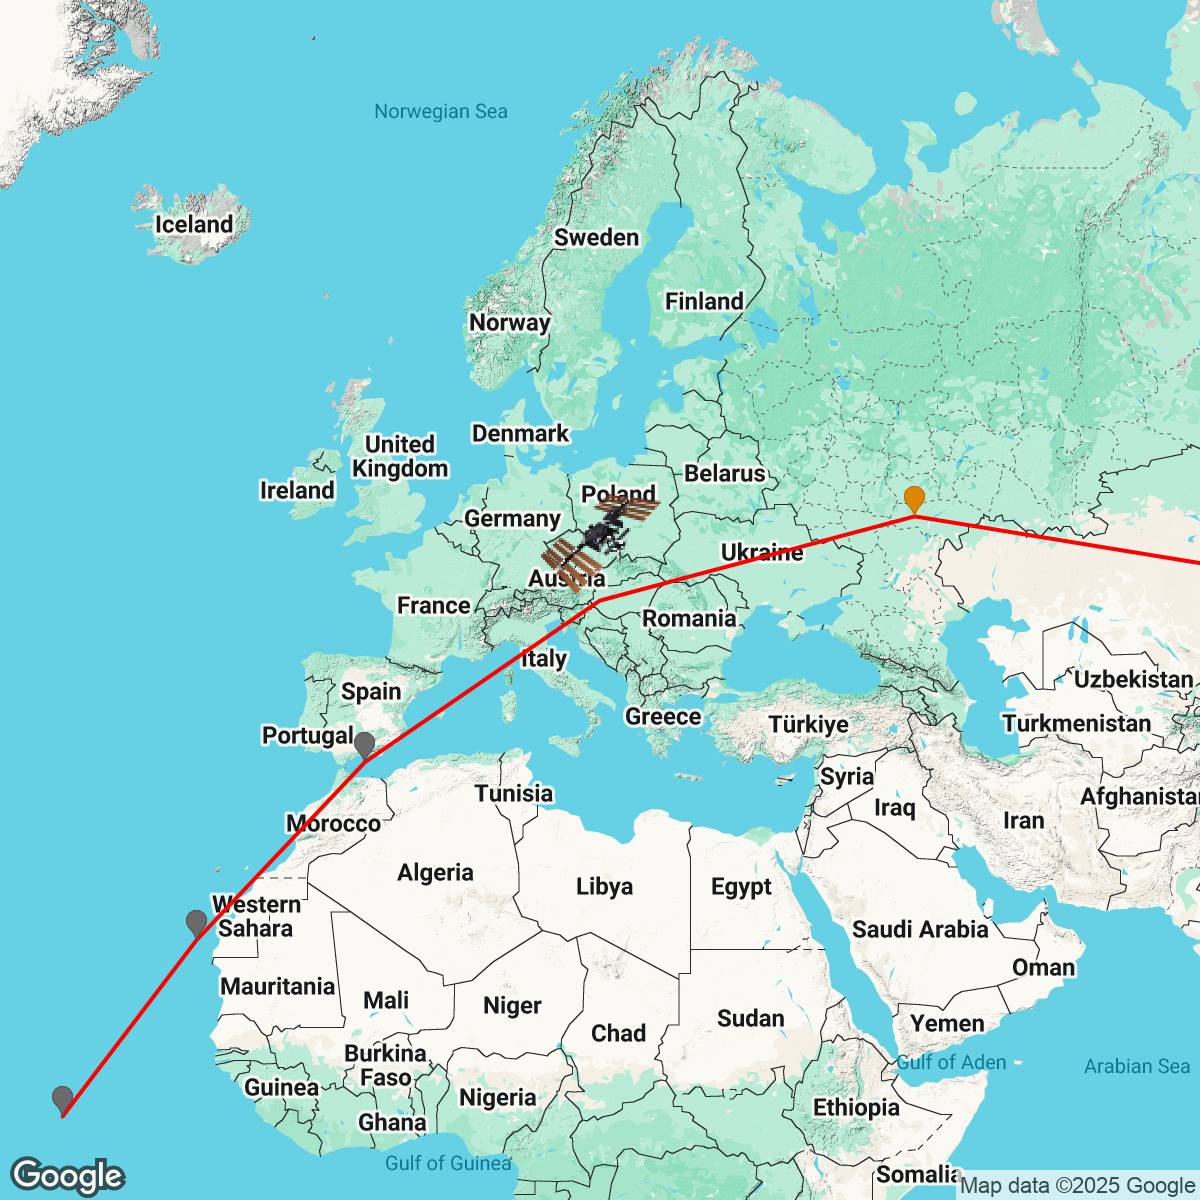 Norwegian Sea
Iceland
Sweden
Finland
Norway
Denmark
United
Kingdom
Ireland
Belarus
Poland
Germany
Ukraine
Austria
France
Romania
Italy
Spain
Uzbekistan
Greece
Türkiye
Turkmenistan
Portugal
Syria
Tunisia
Iraq
Afghanistan
Iran
Morocco
Algeria
Libya
Egypt
Western
Sahara
Saudi Arabia
Oman
Mauritania
Mali
Niger
Chad
Sudan
Yemen
Burkina
Faso
Gulf of Aden
Arabian Sea
Guinea
Nigeria
Ethiopia
Ghana
Gulf of Guinea
Somalia
Google
Map data ©2025 Google